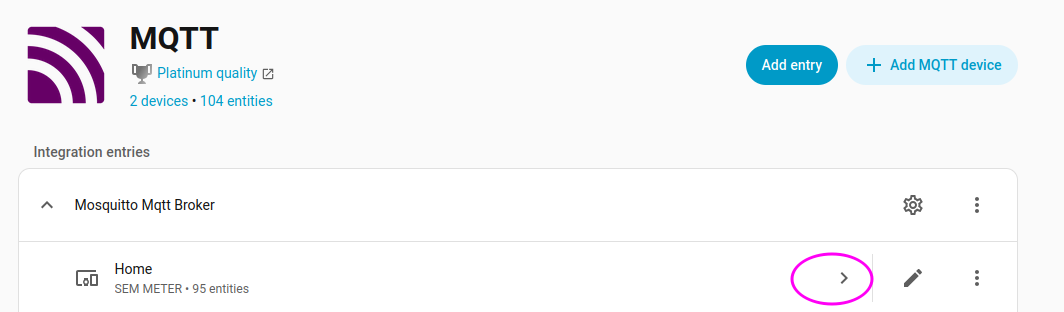 MQTT
Platinum quality
2 devices • 104 entities
Add entry
Add MQTT device
Integration entries
Mosquitto Mqtt Broker
Home
SEM METER • 95 entities